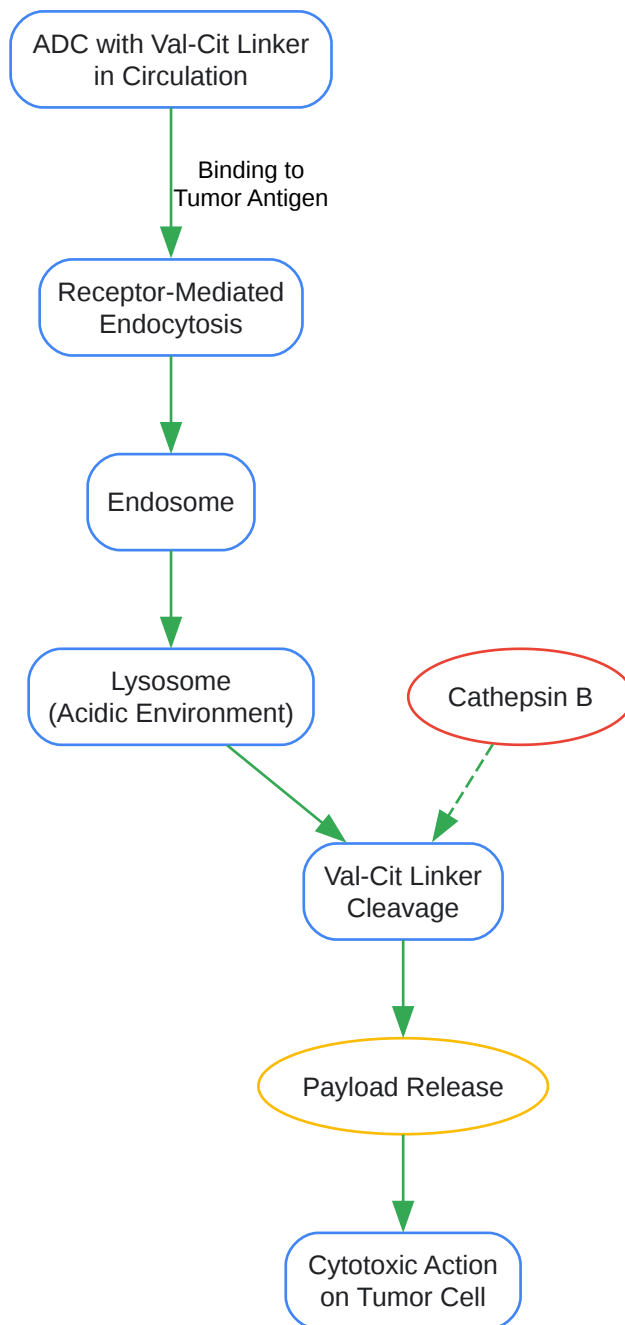 ADC with Val-Cit Linker
in Circulation
Binding to
Tumor Antigen
Receptor-Mediated
Endocytosis
Endosome
Lysosome
(Acidic Environment)
Cathepsin B
Val-Cit Linker
Cleavage
Payload Release
Cytotoxic Action
on Tumor Cell